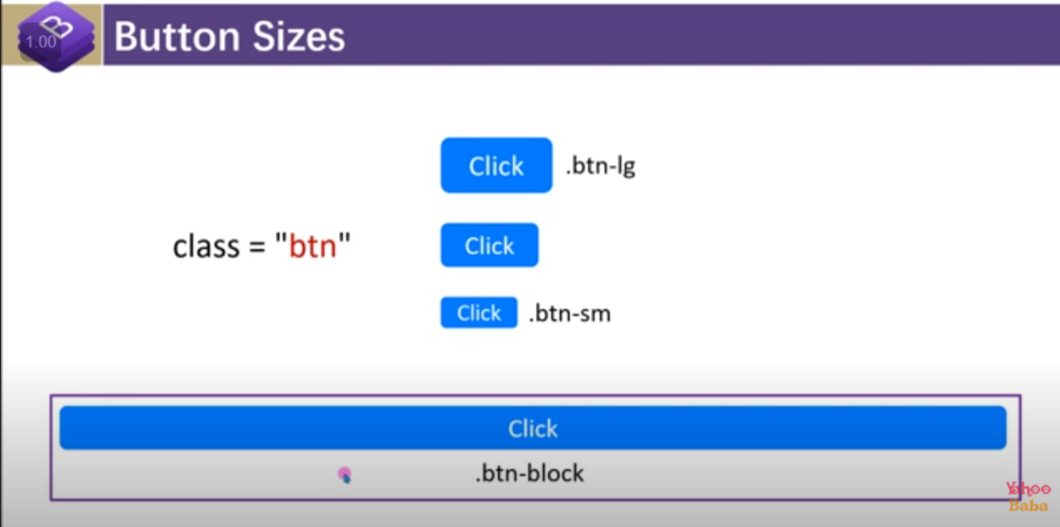 1.00
Button Sizes
Click .btn-lg
class = "btn" Click
Click .btn-sm
Click
.btn-block
Yahoo
Baba